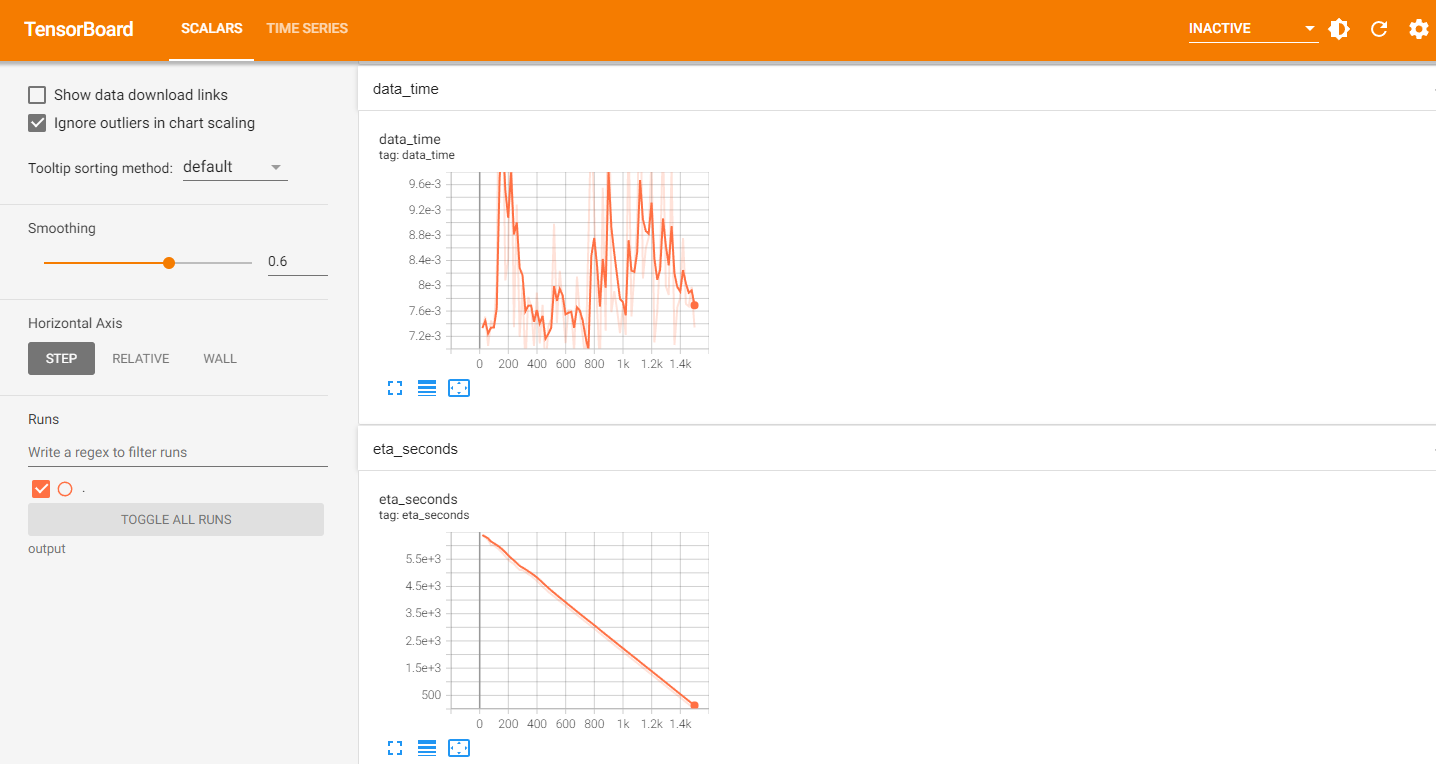 TensorBoard SCALARS TIME SERIES INACTIVE
Show data download links
Ignore outliers in chart scaling
Tooltip sorting method: default
Smoothing
0.6
Horizontal Axis
STEP RELATIVE WALL
Runs
Write a regex to filter runs
.
TOGGLE ALL RUNS
output
data_time
data_time
tag: data_time
9.6e-3
9.2e-3
8.8e-3
8.4e-3
8e-3
7.6e-3
7.2e-3
0 200 400 600 800 1k 1.2k 1.4k
eta_seconds
eta_seconds
tag: eta_seconds
5.5e+3
4.5e+3
3.5e+3
2.5e+3
1.5e+3
500
0 200 400 600 800 1k 1.2k 1.4k